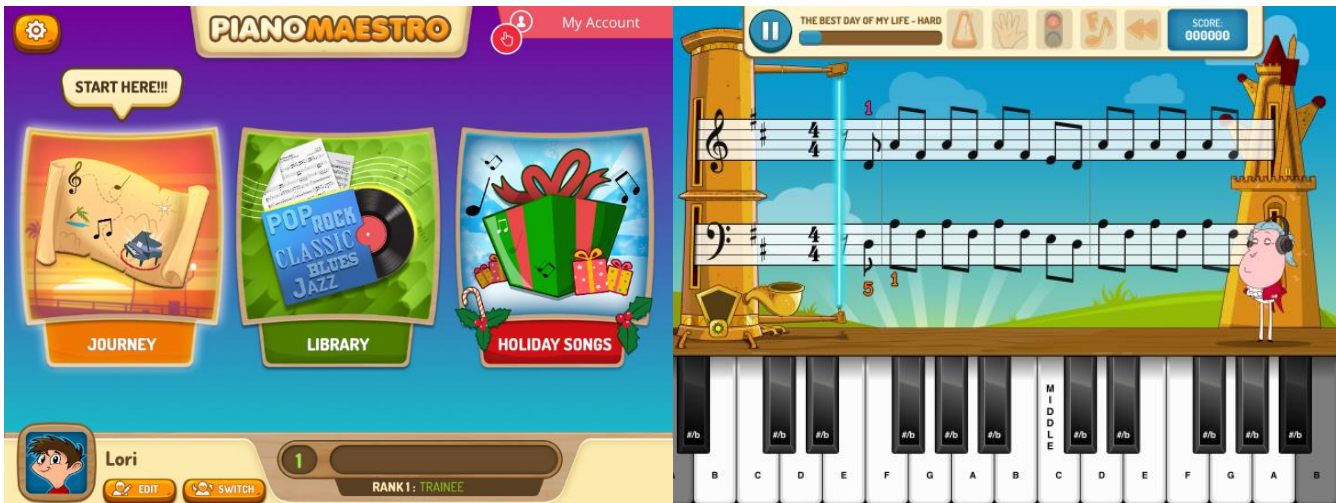 PIANOMAESTRO
My Account
START HERE!!!
POP ROCK
CLASSIC
BLUES
JAZZ
JOURNEY
LIBRARY
HOLIDAY SONGS
Lori
EDIT
SWITCH
1
RANK 1: TRAINEE
THE BEST DAY OF MY LIFE - HARD
SCORE:
000000
1
4
4
4
4
5
1
MIDDLE
#/b #/b #/b #/b #/b #/b #/b #/b #/b #/b #/b
B C D E F G A B C D E F G A B